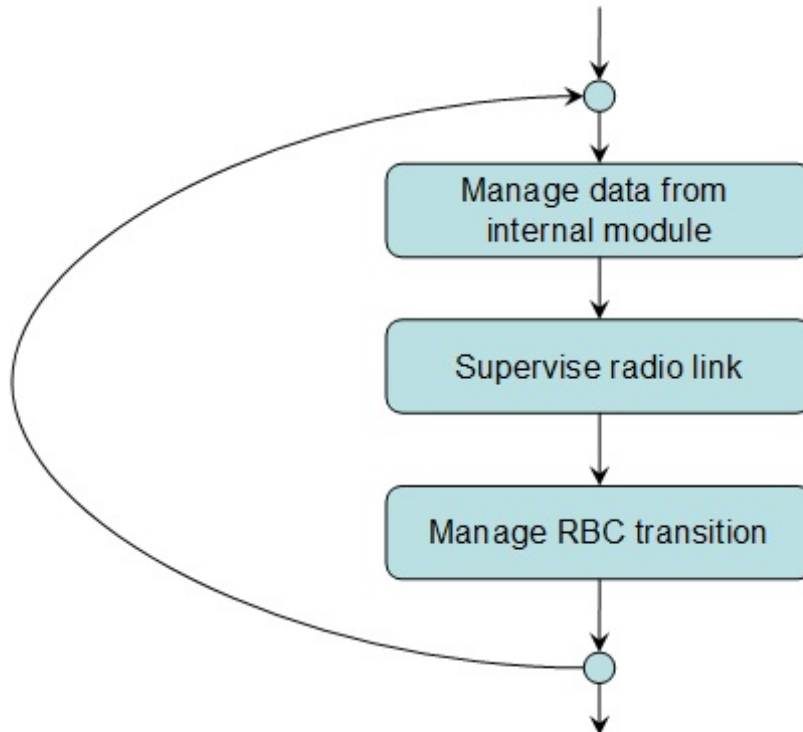 Manage data from
internal module
Supervise radio link
Manage RBC transition